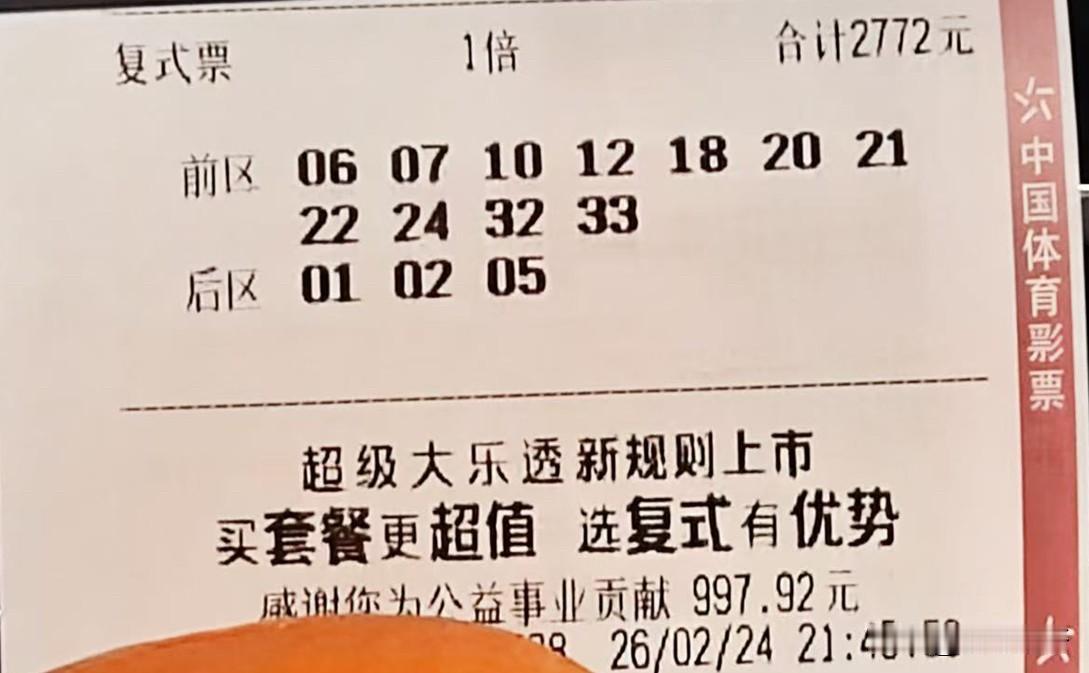 复式票 1倍 合计2772元
前区 06 07 10 12 18 20 21
22 24 32 33
后区 01 02 05
超级大乐透新规则上市
买套餐更超值 选复式有优势
感谢你为公益事业贡献 997.92元
26/02/24
中国体育彩票